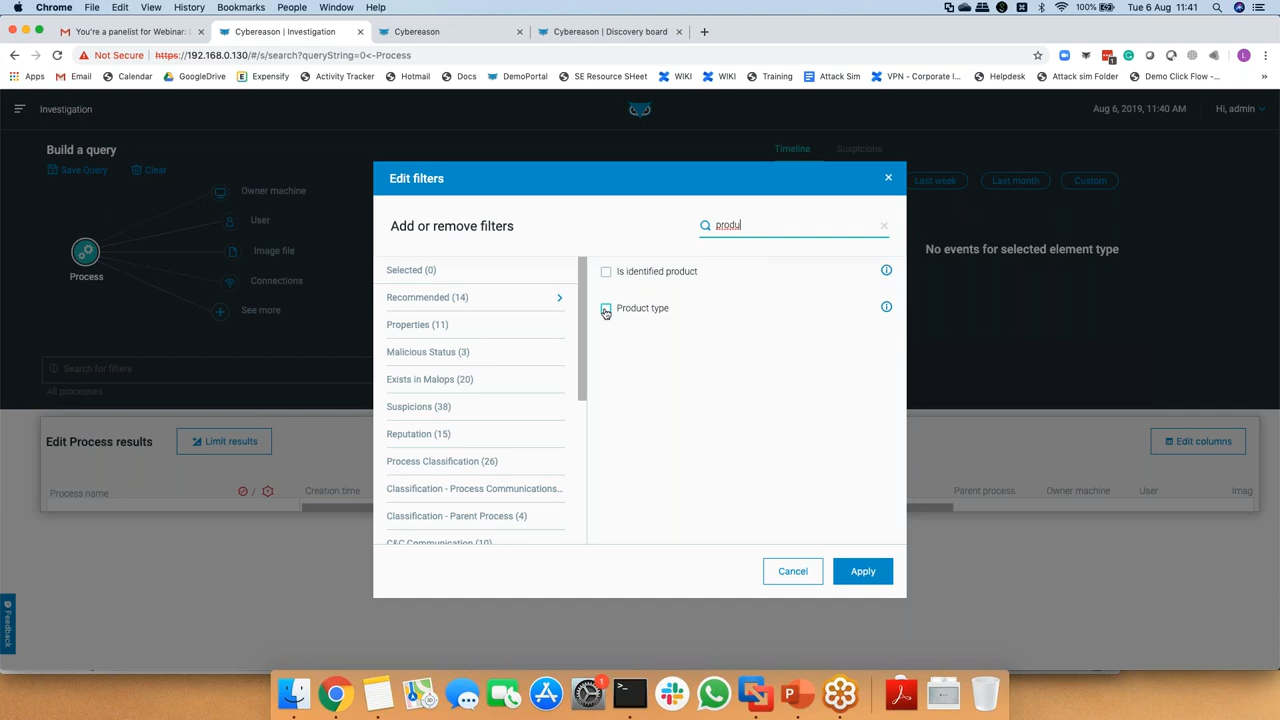 Chrome File Edit View History Bookmarks People Window Help 100% Tue 6 Aug 11:41
You're a panelist for Webinar: L Cybereason | Investigation Cybereason Cybereason | Discovery board
Not Secure https://192.168.0.130/#/s/search?queryString=0<-Process
Apps Email Calendar GoogleDrive Expensify Activity Tracker Hotmail Docs DemoPortal SE Resource SHeet WIKI WIKI Training Attack Sim VPN - Corporate I... Helpdesk Attack sim Folder Demo Click Flow -... »
Investigation Aug 6, 2019, 11:40 AM Hi, admin
Build a query Timeline Suspicions
Save Query Clear
Last week Last month Custom
Owner machine
User
Image file
Connections
See more
Process
No events for selected element type
Search for filters
All processes
Edit filters
Add or remove filters produ
Selected (0)
Recommended (14)
Properties (11)
Malicious Status (3)
Exists in Malops (20)
Suspicions (38)
Reputation (15)
Process Classification (26)
Classification - Process Communications...
Classification - Parent Process (4)
C&C Communication (10)
Is identified product
Product type
Cancel Apply
Edit Process results Limit results Edit columns
Process name Creation time Parent process Owner machine User Imag
Feedback
1
1